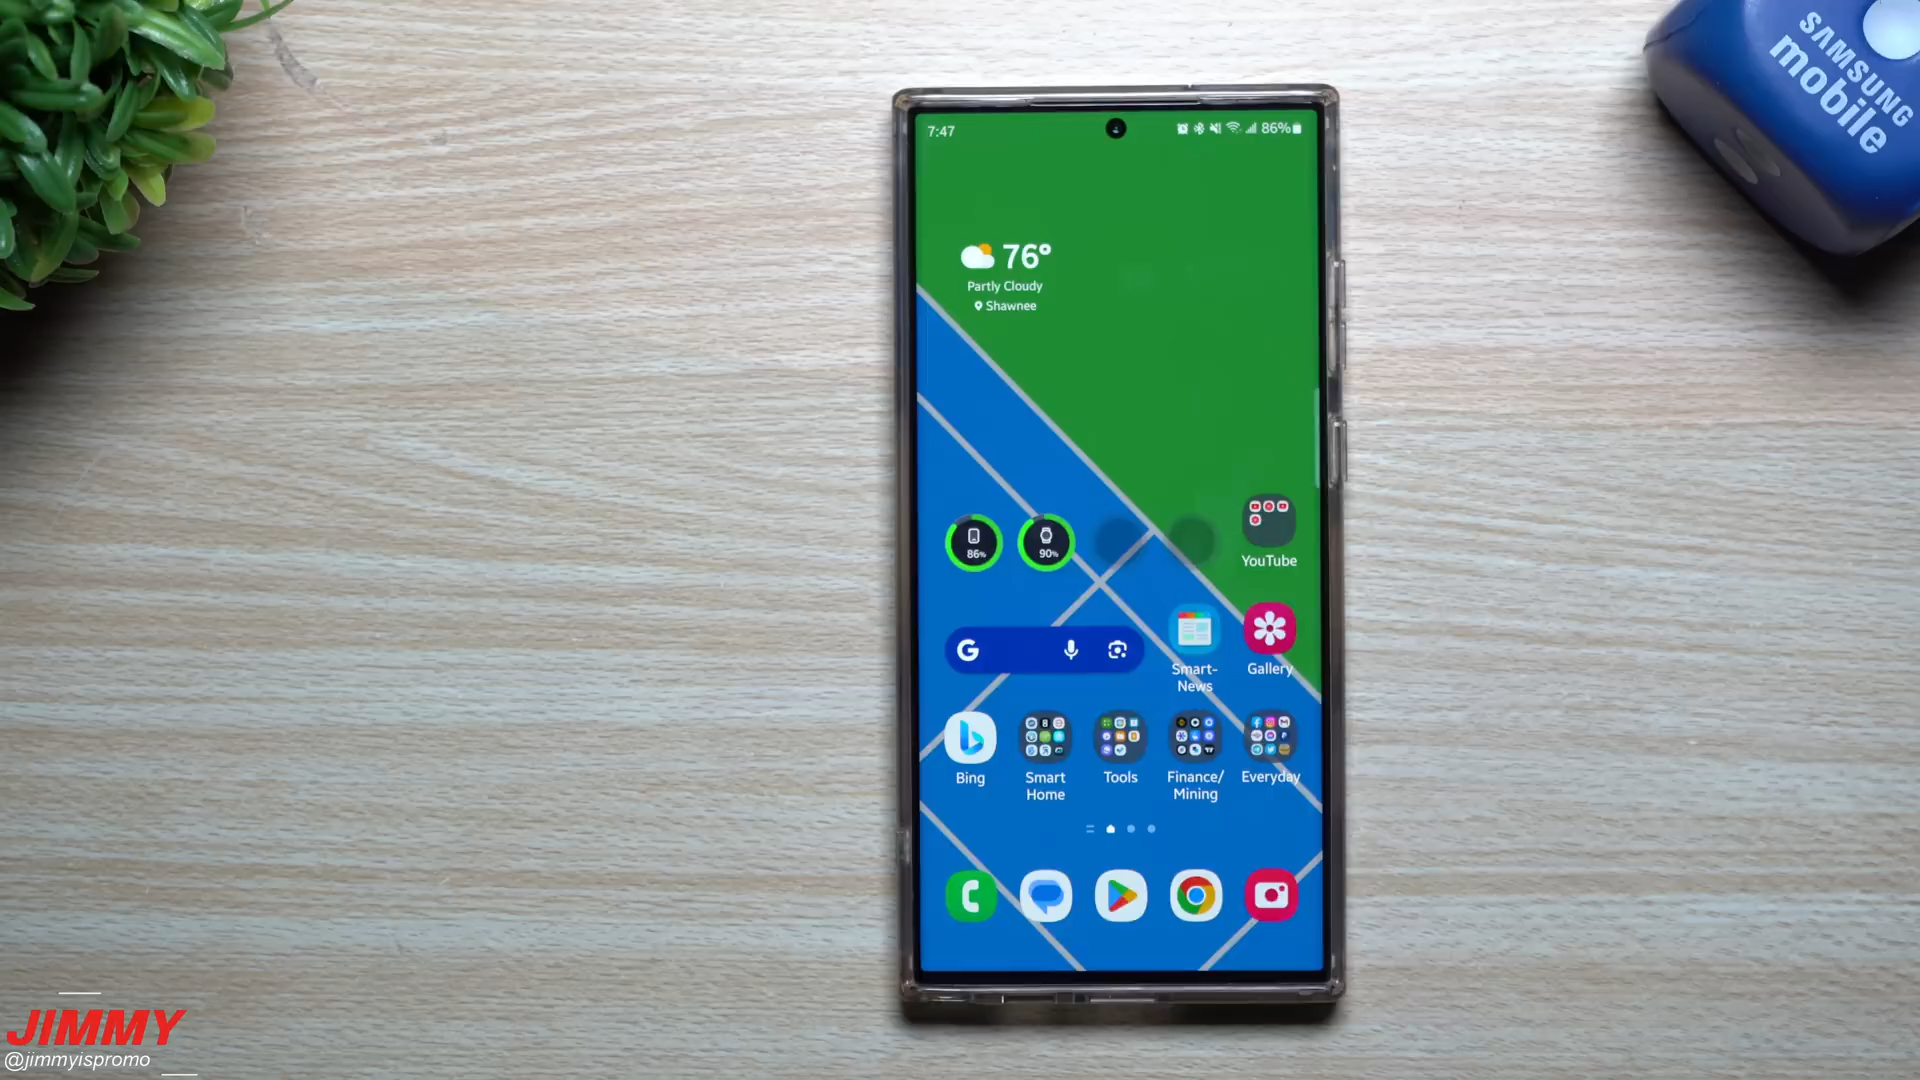 SAMSUNG
mobile
7:47
86%
76°
Partly Cloudy
Shawnee
86%
90%
YouTube
G
Smart-
News
Gallery
Bing
Smart
Home
Tools
Finance/
Mining
Everyday
JIMMY
@jimmyispromo